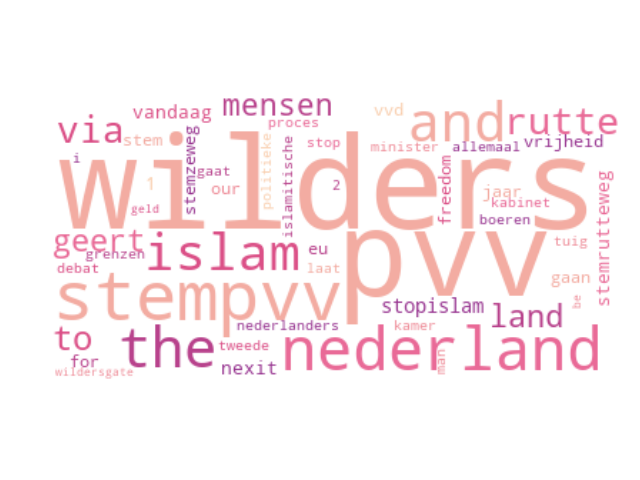 mensen
vandaag
vvd
and
rutte
via
stem
proces
stop
minister
allemaal
vrijheid
i
wilders
stemzeweg
gaat
our
politieke
islamitische
2
freedom
jaar
kabinet
1
geld
boeren
stemrutteweg
geert
grenzen
debat
islam
eu
laat
pvv
tuig
gaan
stempvv
stopislam
land
be
nederlanders
kamer
to
for
the
tweede
nexit
nederland
man
wildersgate